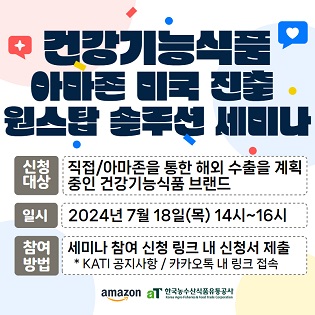 건강기능식품
아마존 미국 진출
원스탑 솔루션 세미나
신청
대상
직접/아마존을 통한 해외 수출을 계획
중인 건강기능식품 브랜드
일시
2024년 7월 18일(목) 14시~16시
참여
방법
세미나 참여 신청 링크 내 신청서 제출
* KATI 공지사항 / 카카오톡 내 링크 접속
amazon
aT 한국농수산식품유통공사
Korea Agro-Fisheries & Food Trade Corporation